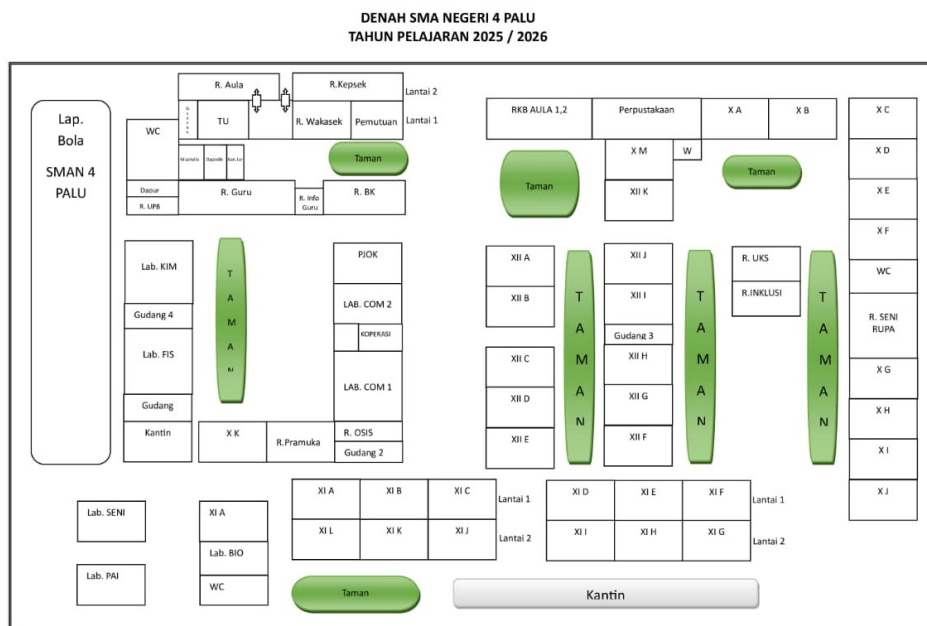 DENAH SMA NEGERI 4 PALU
TAHUN PELAJARAN 2025 / 2026
Lap.
Bola
SMAN 4
PALU
R. Aula
R.Kepsek
Lantai 2
TU
R. Wakasek
Pemutuan
Lantai 1
WC
Taman
Dapur
R. UPB
R. Guru
R. Info
Guru
R. BK
RKB AULA 1,2
Perpustakaan
X A
X B
X M
W
XII K
Taman
Taman
X C
X D
X E
X F
WC
R. SENI
RUPA
X G
X H
X I
X J
Lab. KIM
Gudang 4
Lab. FIS
Gudang
Kantin
T
A
M
A
N
PJOK
LAB. COM 2
KOPERASI
LAB. COM 1
R. OSIS
Gudang 2
X K
R.Pramuka
XII A
XII B
XII C
XII D
XII E
T
A
M
A
N
XII J
XII I
Gudang 3
XII H
XII G
XII F
T
A
M
A
N
R. UKS
R.INKLUSI
T
A
M
A
N
Lab. SENI
Lab. PAI
XI A
Lab. BIO
WC
XI A
XI B
XI C
Lantai 1
XI L
XI K
XI J
Lantai 2
XI D
XI E
XI F
Lantai 1
XI I
XI H
XI G
Lantai 2
Taman
Kantin